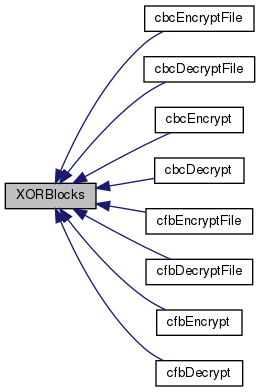 cbcEncryptFile
cbcDecryptFile
cbcEncrypt
cbcDecrypt
XORBlocks
cfbEncryptFile
cfbDecryptFile
cfbEncrypt
cfbDecrypt